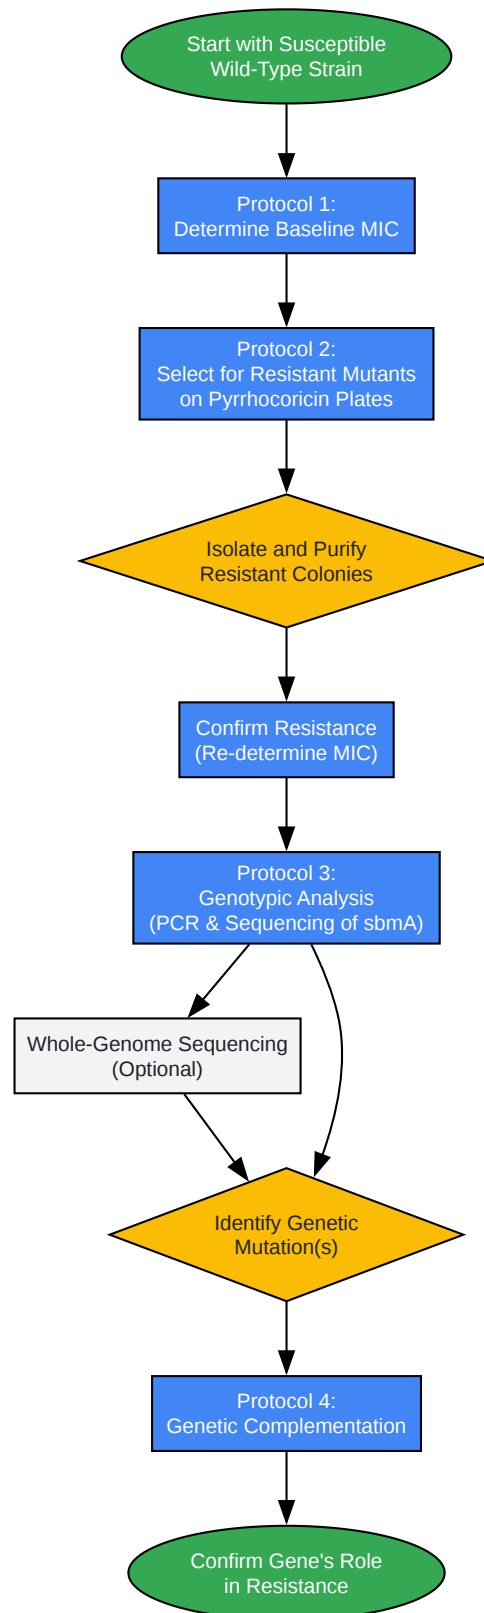 Start with Susceptible
Wild-Type Strain
Protocol 1:
Determine Baseline MIC
Protocol 2:
Select for Resistant Mutants
on Pyrrhocoricin Plates
Isolate and Purify
Resistant Colonies
Confirm Resistance
(Re-determine MIC)
Protocol 3:
Genotypic Analysis
(PCR & Sequencing of sbmA)
Whole-Genome Sequencing
(Optional)
Identify Genetic
Mutation(s)
Protocol 4:
Genetic Complementation
Confirm Gene's Role
in Resistance